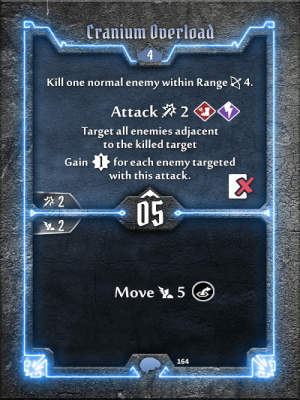 Cranium Overload
4
Kill one normal enemy within Range 4.
Attack 2
Target all enemies adjacent
to the killed target
Gain 1 for each enemy targeted
with this attack.
2
05
2
Move 5
164